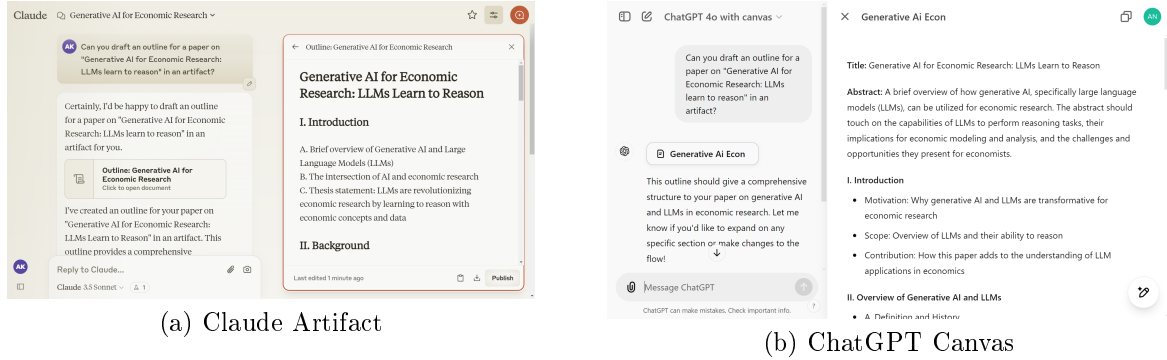 Claude
Generative AI for Economic Research
AK
Can you draft an outline for a paper on
"Generative AI for Economic Research:
LLMs learn to reason" in an artifact?
Certainly, I'd be happy to draft an outline
for a paper on "Generative AI for Economic
Research: LLMs Learn to Reason" in an
artifact for you.
Outline: Generative AI for
Economic Research
Click to open document
I've created an outline for your paper on
"Generative AI for Economic Research:
LLMs Learn to Reason" in an artifact. This
outline provides a comprehensive
AK
Reply to Claude...
Claude 3.5 Sonnet
1
Outline: Generative AI for Economic Research
Generative AI for Economic
Research: LLMs Learn to Reason
I. Introduction
A. Brief overview of Generative AI and Large
Language Models (LLMs)
B. The intersection of AI and economic research
C. Thesis statement: LLMs are revolutionizing
economic research by learning to reason with
economic concepts and data
II. Background
Last edited 1 minute ago
Publish
(a) Claude Artifact
ChatGPT 4o with canvas
Can you draft an outline for a
paper on "Generative AI for
Economic Research: LLMs
learn to reason" in an
artifact?
Generative Ai Econ
This outline should give a comprehensive
structure to your paper on generative AI
and LLMs in economic research. Let me
know if you'd like to expand on any
specific section or make changes to the
flow!
Message ChatGPT
ChatGPT can make mistakes. Check important info.
?
Generative Ai Econ
AN
Title: Generative AI for Economic Research: LLMs Learn to Reason
Abstract: A brief overview of how generative AI, specifically large language
models (LLMs), can be utilized for economic research. The abstract should
touch on the capabilities of LLMs to perform reasoning tasks, their
implications for economic modeling and analysis, and the challenges and
opportunities they present for economists.
I. Introduction
• Motivation: Why generative AI and LLMs are transformative for
economic research
• Scope: Overview of LLMs and their ability to reason
• Contribution: How this paper adds to the understanding of LLM
applications in economics
II. Overview of Generative AI and LLMs
• A. Definition and History
(b) ChatGPT Canvas